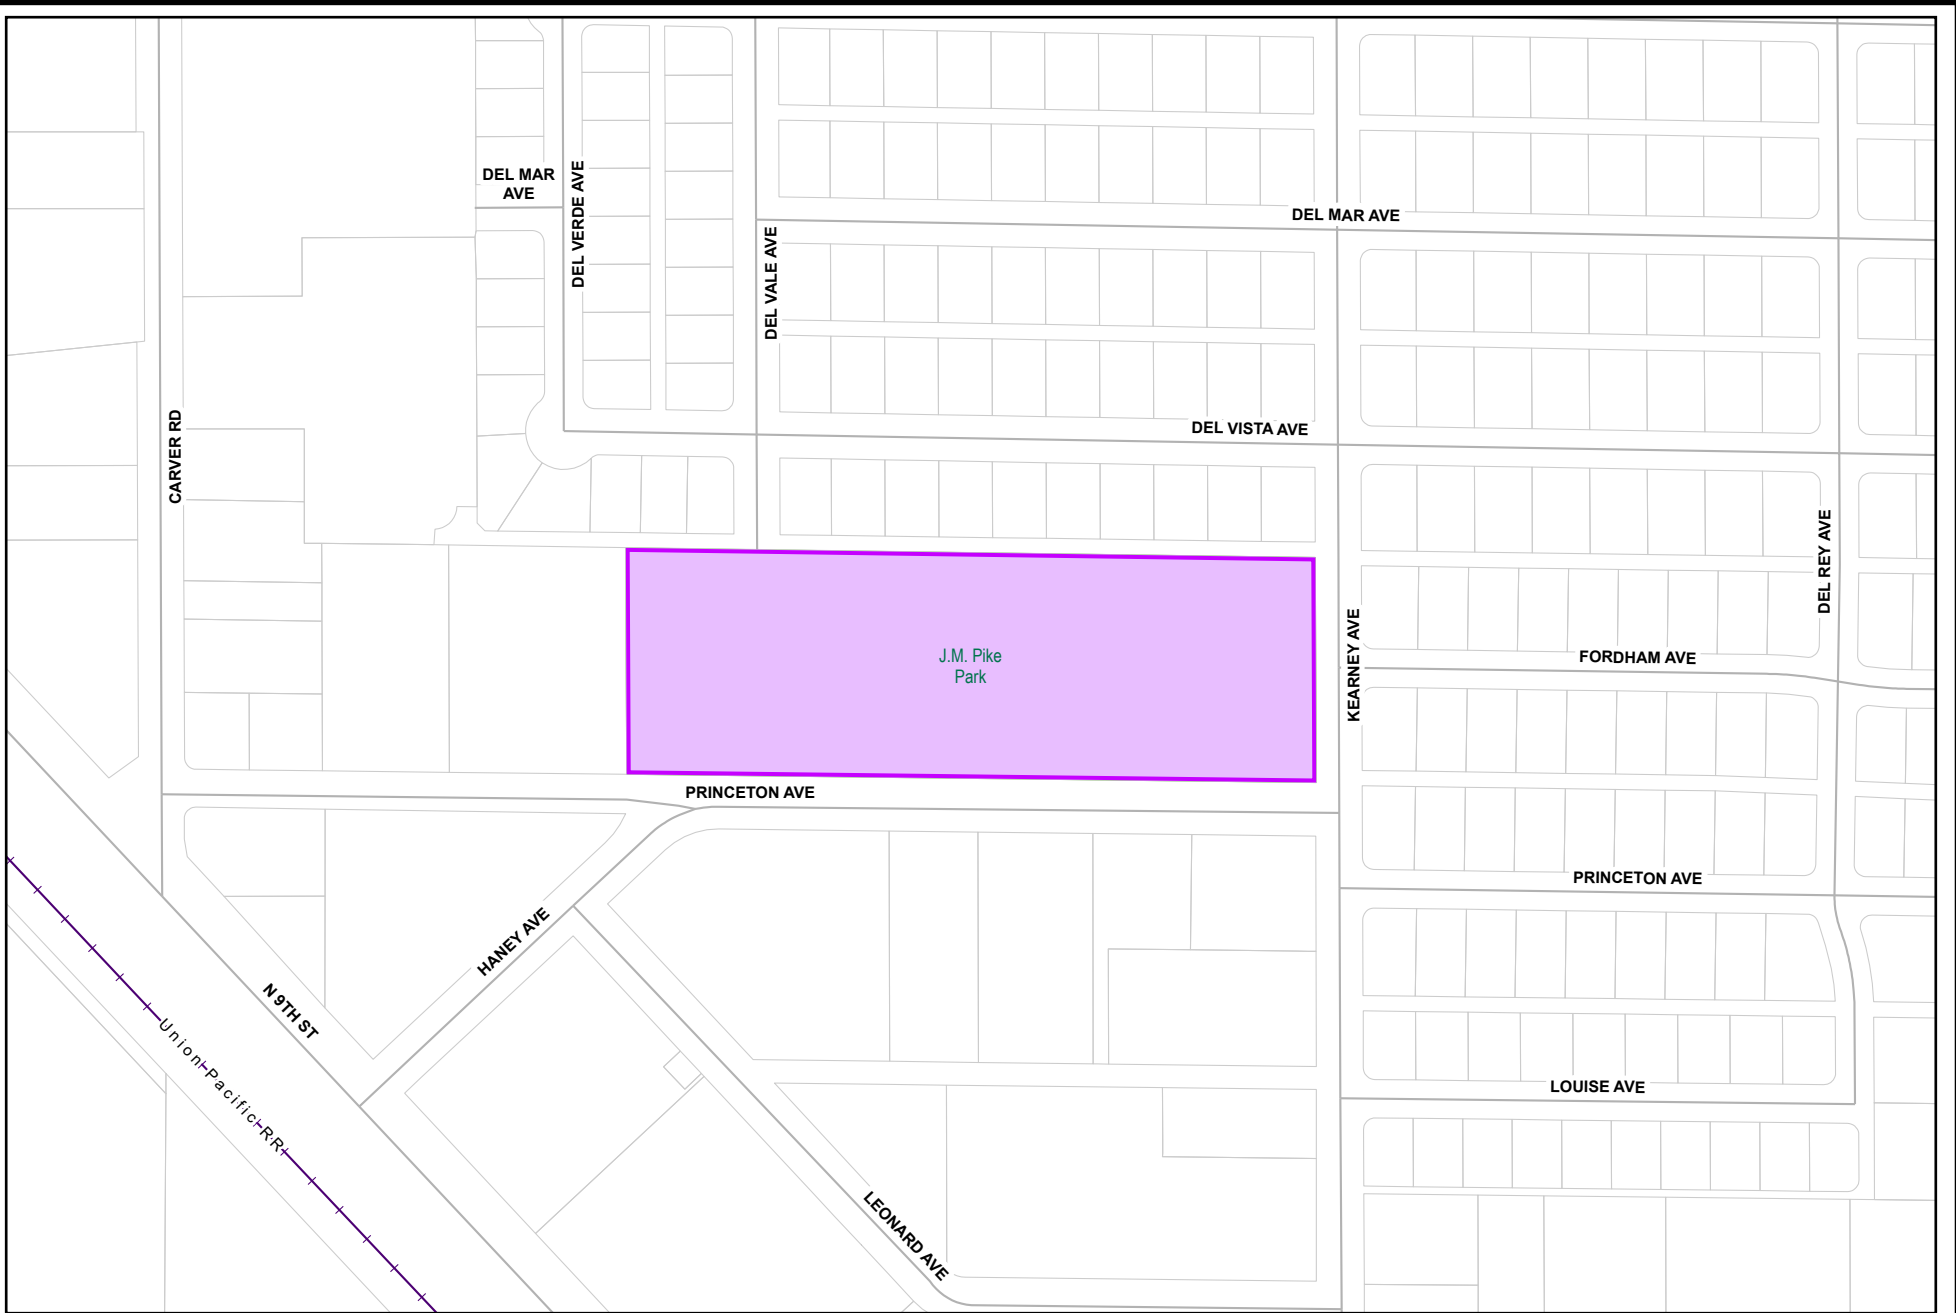 DEL MAR
AVE
DEL VERDE AVE
DEL MAR AVE
DEL VALE AVE
CARVER RD
DEL VISTA AVE
DEL REY AVE
KEARNEY AVE
J.M. Pike
Park
FORDHAM AVE
PRINCETON AVE
PRINCETON AVE
HANEY AVE
N 9TH ST
Union Pacific RR
LOUISE AVE
LEONARD AVE